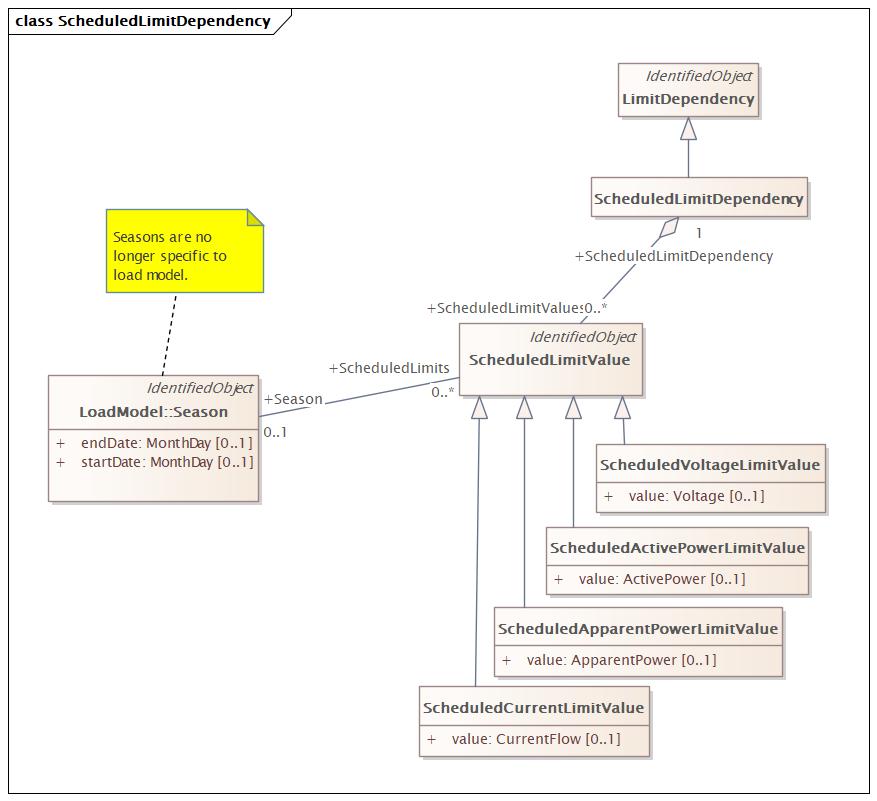 class ScheduledLimitDependency
IdentifiedObject
LimitDependency
ScheduledLimitDependency
1
+ScheduledLimitDependency
Seasons are no
longer specific to
load model.
+ScheduledLimitValues
0..*
IdentifiedObject
ScheduledLimitValue
+ScheduledLimits
0..*
IdentifiedObject
LoadModel::Season
+ endDate: MonthDay [0..1]
+ startDate: MonthDay [0..1]
+Season
0..1
ScheduledVoltageLimitValue
+ value: Voltage [0..1]
ScheduledActivePowerLimitValue
+ value: ActivePower [0..1]
ScheduledApparentPowerLimitValue
+ value: ApparentPower [0..1]
ScheduledCurrentLimitValue
+ value: CurrentFlow [0..1]